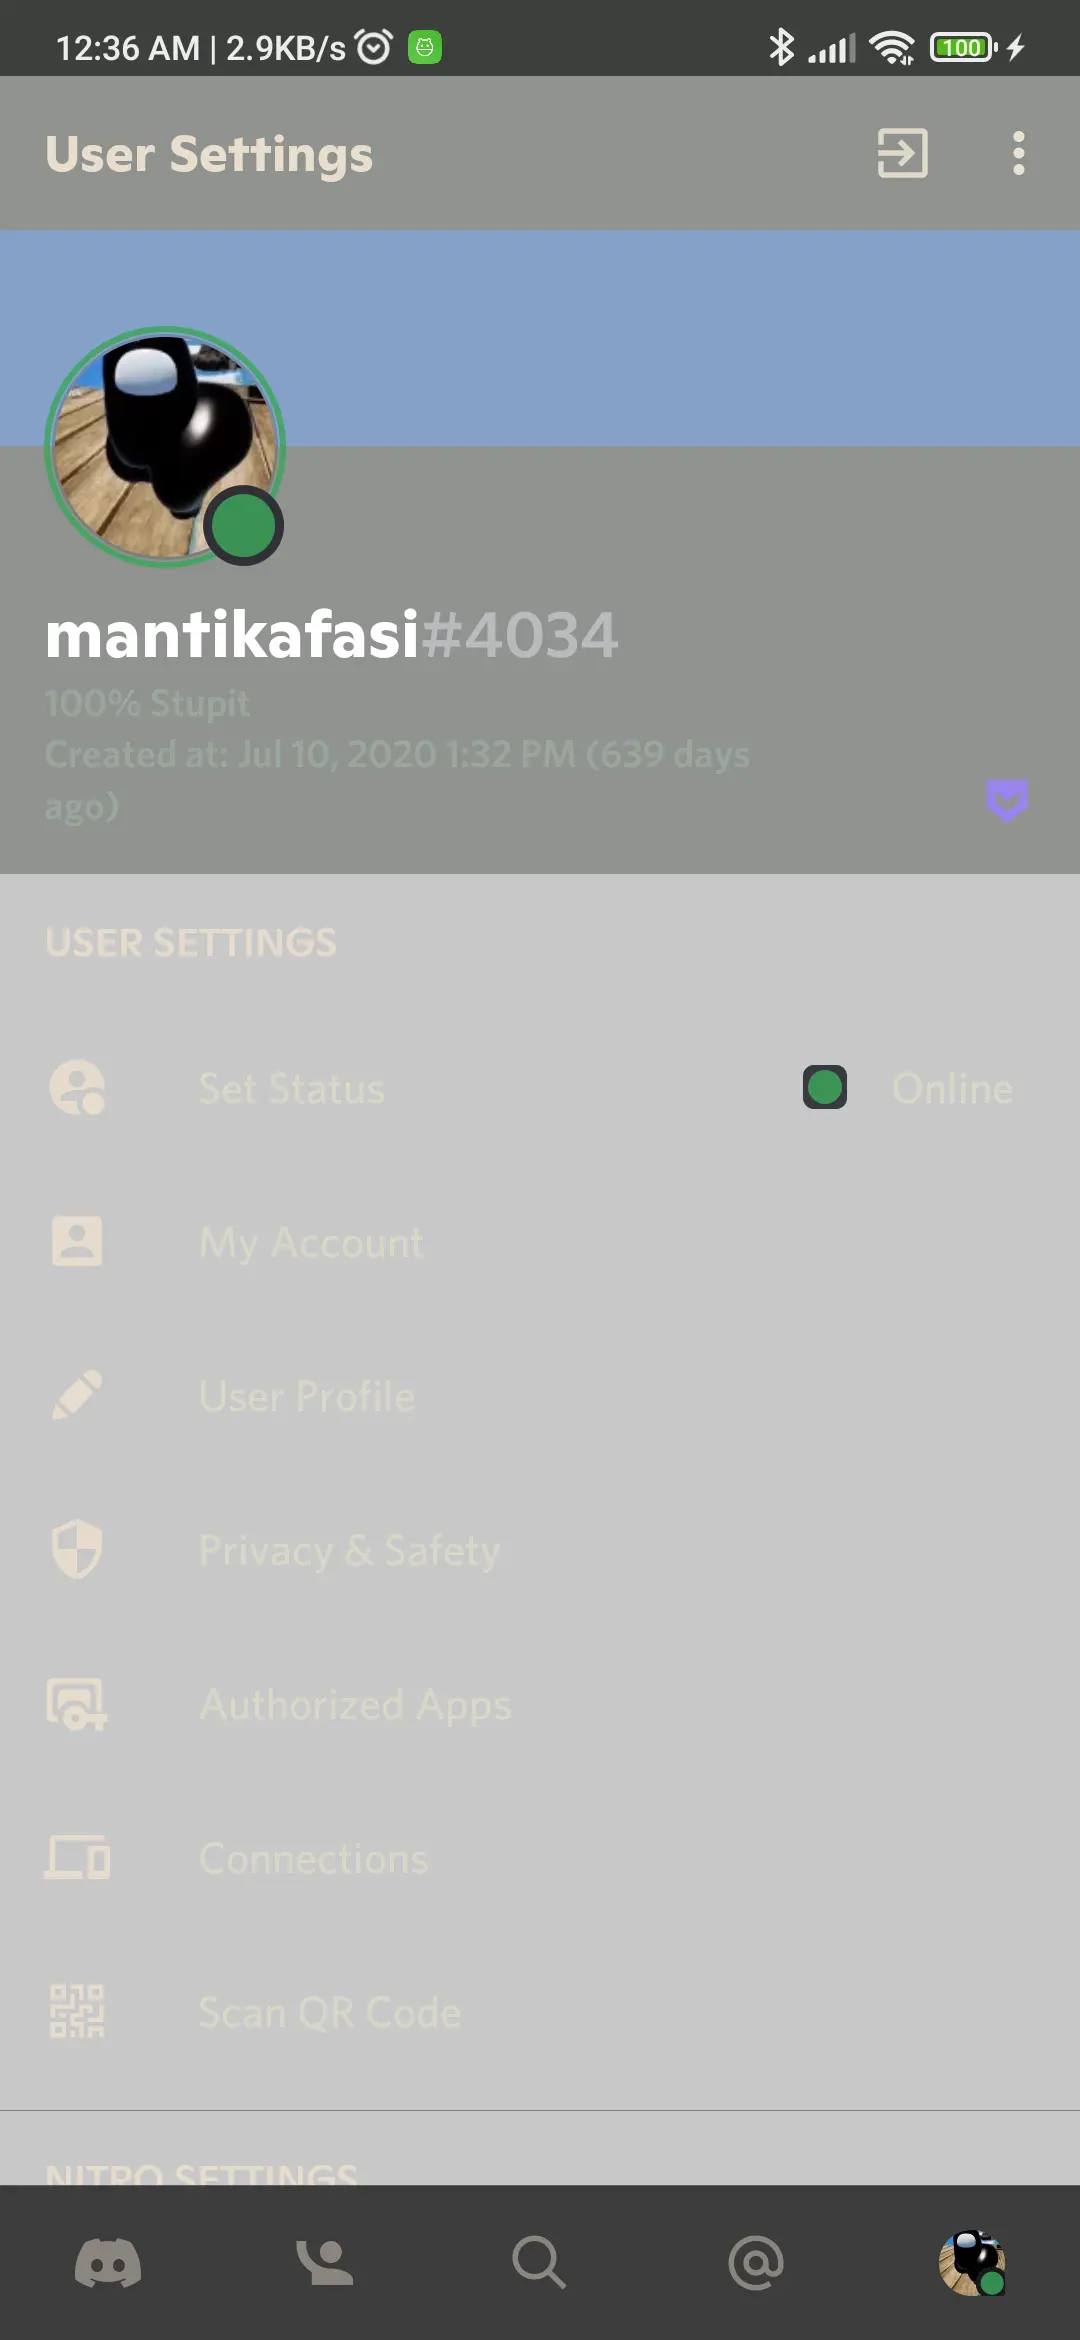 12:36 AM | 2.9KB/s
100
User Settings
mantikafasi#4034
100% Stupit
Created at: Jul 10, 2020 1:32 PM (639 days
ago)
USER SETTINGS
Set Status
Online
My Account
User Profile
Privacy & Safety
Authorized Apps
Connections
Scan QR Code
NITRO SETTINGS